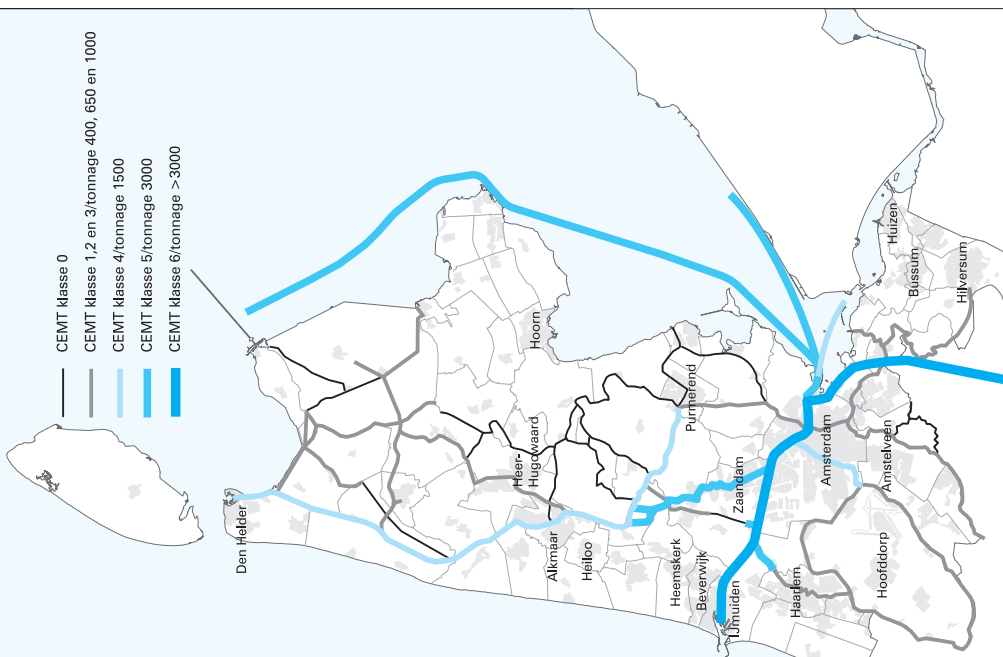 CEMT klasse 0
CEMT klasse 1,2 en 3/tonnage 400, 650 en 1000
CEMT klasse 4/tonnage 1500
CEMT klasse 5/tonnage 3000
CEMT klasse 6/tonnage >3000
Den Helder
Hoorn
Heer-
Hugowaard
Alkmaar
Heiloo
Purmerend
Heemskerk
Beverwijk
IJmuiden
Zaandam
Haarlem
Amsterdam
Amstelveen
Hoofddorp
Huizen
Bussum
Hilversum